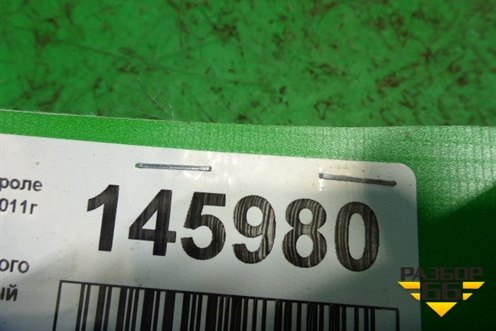 роле
011г
145980
ого
ый
РАЗБОР
66